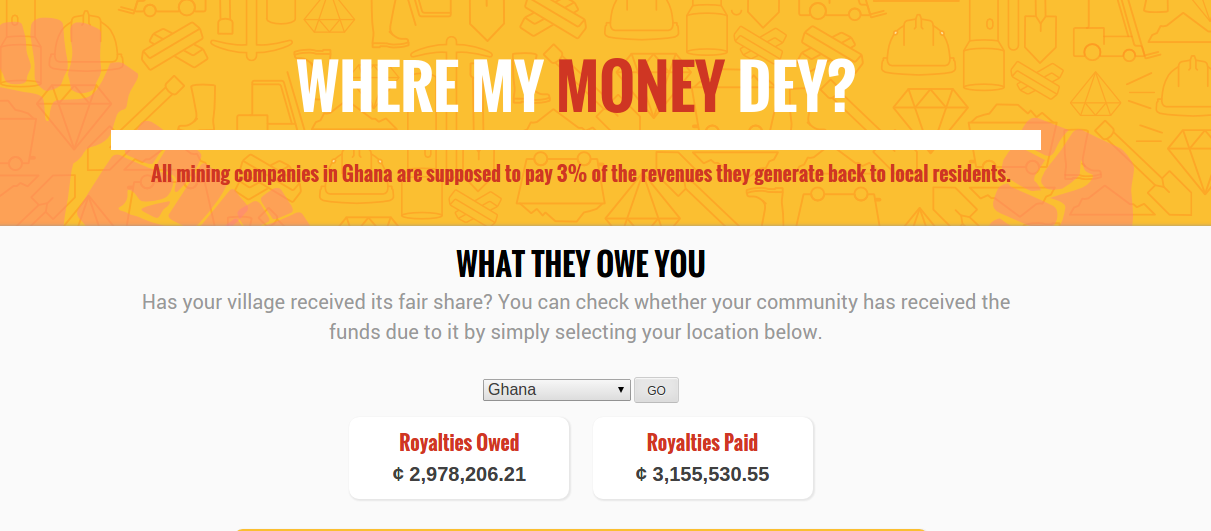 WHERE MY MONEY DEY?
All mining companies in Ghana are supposed to pay 3% of the revenues they generate back to local residents.
WHAT THEY OWE YOU
Has your village received its fair share? You can check whether your community has received the
funds due to it by simply selecting your location below.
Ghana GO
Royalties Owed Royalties Paid
¢ 2,978,206.21 ¢ 3,155,530.55